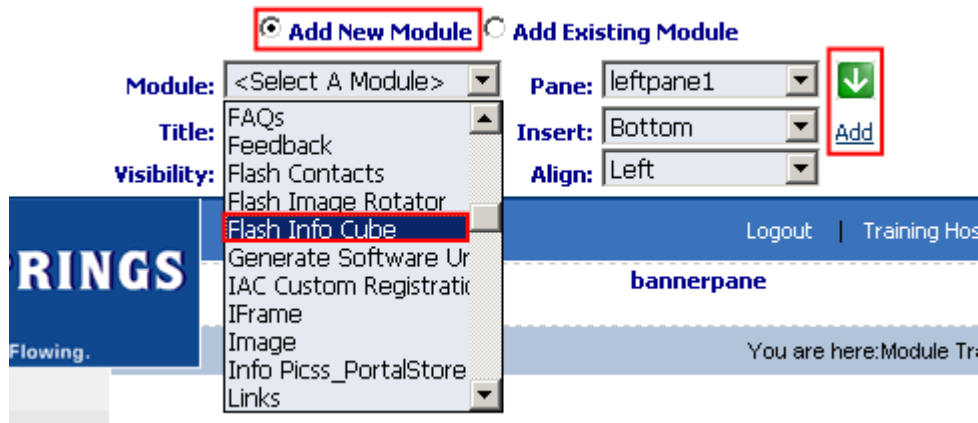 Add New Module Add Existing Module
Module: <Select A Module> Pane: leftpane1
Title: Insert: Bottom Add
Visibility: Align: Left
FAQs
Feedback
Flash Contacts
Flash Image Rotator
Flash Info Cube
Generate Software Ur
IAC Custom Registratio
IFrame
Image
Info Picss_PortalStore
Links
Logout | Training Hos
RINGS
bannerpane
Flowing.
You are here:Module Tra